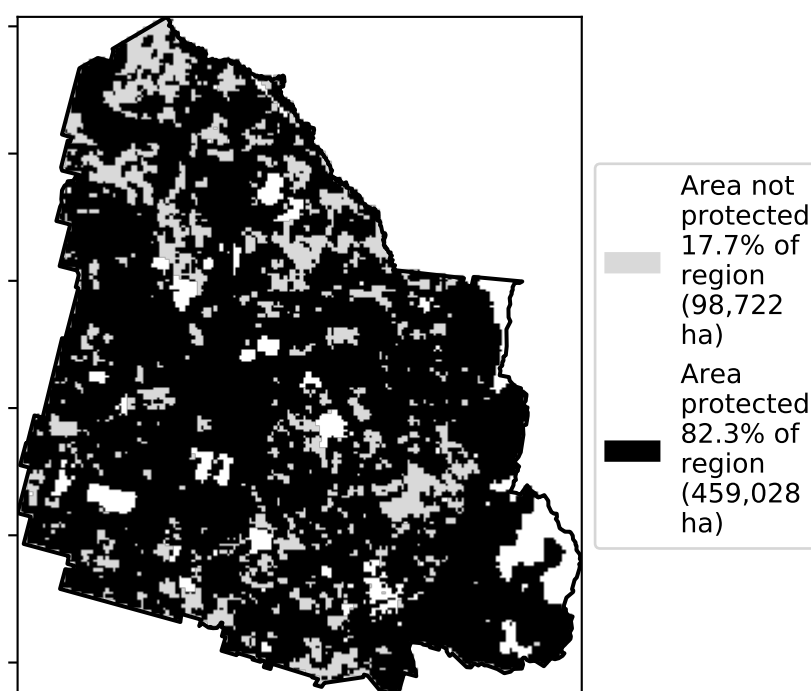 Area not
protected
17.7% of
region
(98,722
ha)
Area
protected
82.3% of
region
(459,028
ha)